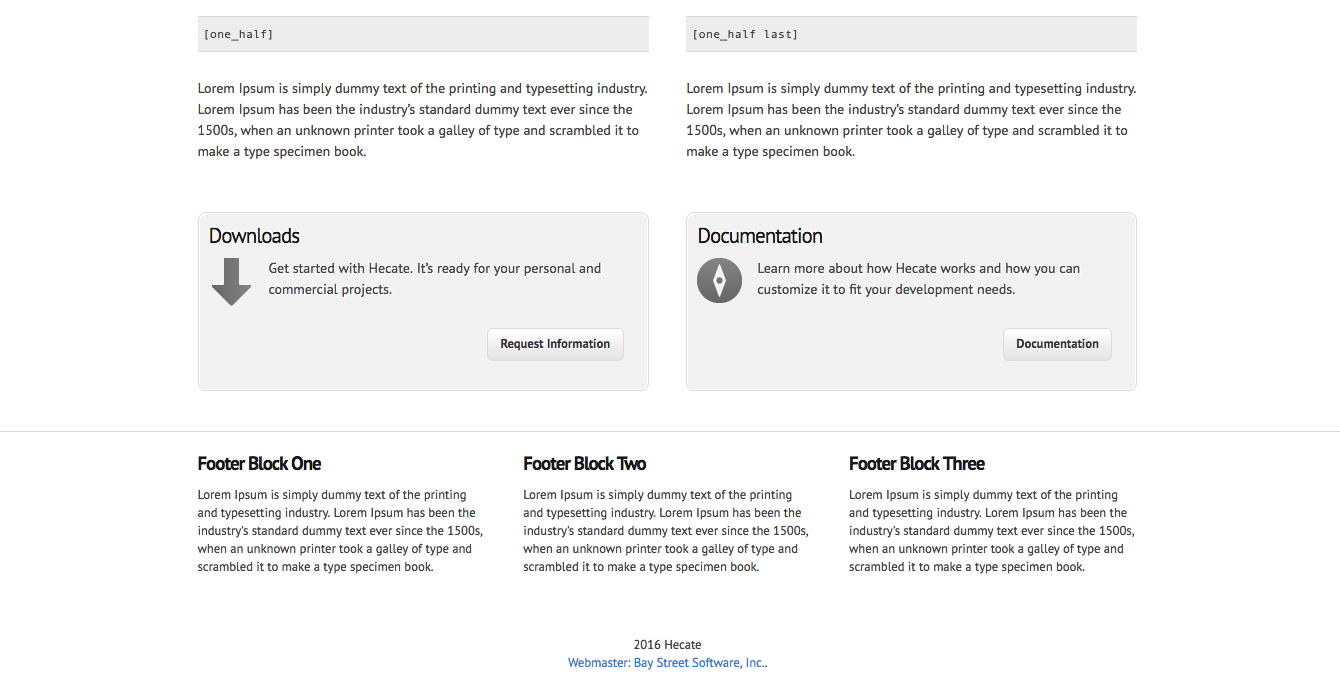 [one_half]
Lorem Ipsum is simply dummy text of the printing and typesetting industry.
Lorem Ipsum has been the industry’s standard dummy text ever since the
1500s, when an unknown printer took a galley of type and scrambled it to
make a type specimen book.
[one_half last]
Lorem Ipsum is simply dummy text of the printing and typesetting industry.
Lorem Ipsum has been the industry’s standard dummy text ever since the
1500s, when an unknown printer took a galley of type and scrambled it to
make a type specimen book.
Downloads
Get started with Hecate. It’s ready for your personal and
commercial projects.
Request Information
Documentation
Learn more about how Hecate works and how you can
customize it to fit your development needs.
Documentation
Footer Block One
Lorem Ipsum is simply dummy text of the printing
and typesetting industry. Lorem Ipsum has been the
industry's standard dummy text ever since the 1500s,
when an unknown printer took a galley of type and
scrambled it to make a type specimen book.
Footer Block Two
Lorem Ipsum is simply dummy text of the printing
and typesetting industry. Lorem Ipsum has been the
industry's standard dummy text ever since the 1500s,
when an unknown printer took a galley of type and
scrambled it to make a type specimen book.
Footer Block Three
Lorem Ipsum is simply dummy text of the printing
and typesetting industry. Lorem Ipsum has been the
industry's standard dummy text ever since the 1500s,
when an unknown printer took a galley of type and
scrambled it to make a type specimen book.
2016 Hecate
Webmaster: Bay Street Software, Inc..